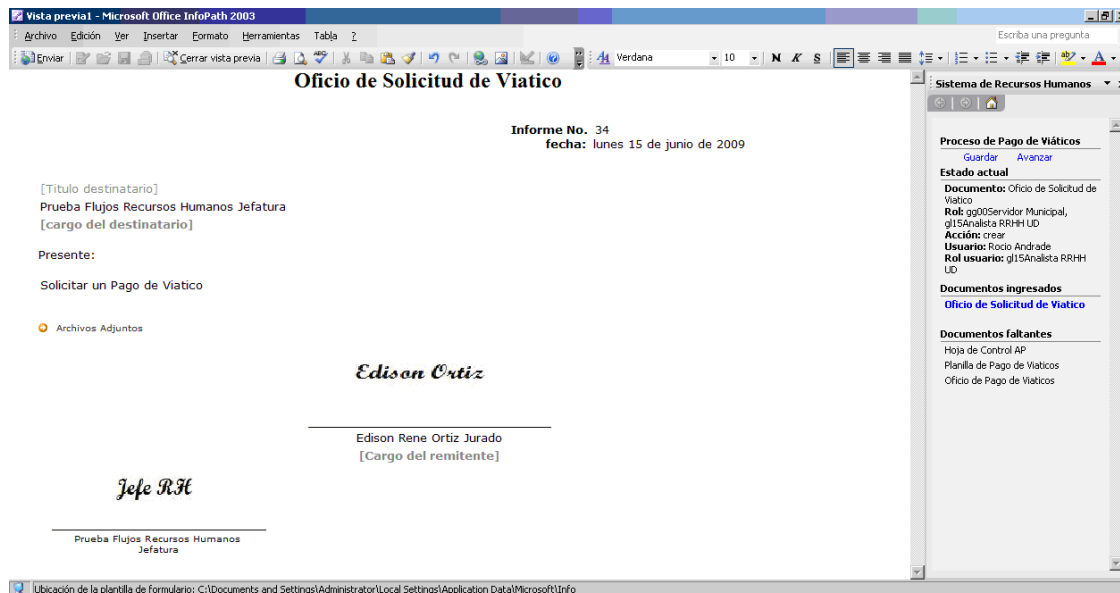 Vista previa1 - Microsoft Office InfoPath 2003
Archivo Edición Ver Insertar Formato Herramientas Tabla ?
Escriba una pregunta
Enviar Cerrar vista previa Verdana 10 N K S
Oficio de Solicitud de Viatico
Informe No. 34
fecha: lunes 15 de junio de 2009
[Titulo destinatario]
Prueba Flujos Recursos Humanos Jefatura
[cargo del destinatario]
Presente:
Solicitar un Pago de Viatico
Archivos Adjuntos
Edison Ortiz
Edison Rene Ortiz Jurado
[Cargo del remitente]
Jefe RH
Prueba Flujos Recursos Humanos
Jefatura
Sistema de Recursos Humanos
Proceso de Pago de Viáticos
Guardar Avanzar
Estado actual
Documento: Oficio de Solicitud de
Viatico
Rol: gg00Servidor Municipal,
gl15Analista RRHH UD
Acción: crear
Usuario: Rocio Andrade
Rol usuario: gl15Analista RRHH
UD
Documentos ingresados
Oficio de Solicitud de Viatico
Documentos faltantes
Hoja de Control AP
Planilla de Pago de Viaticos
Oficio de Pago de Viaticos
Ubicación de la plantilla de formulario: C:\Documents and Settings\Administrator\Local Settings\Application Data\Microsoft\Info